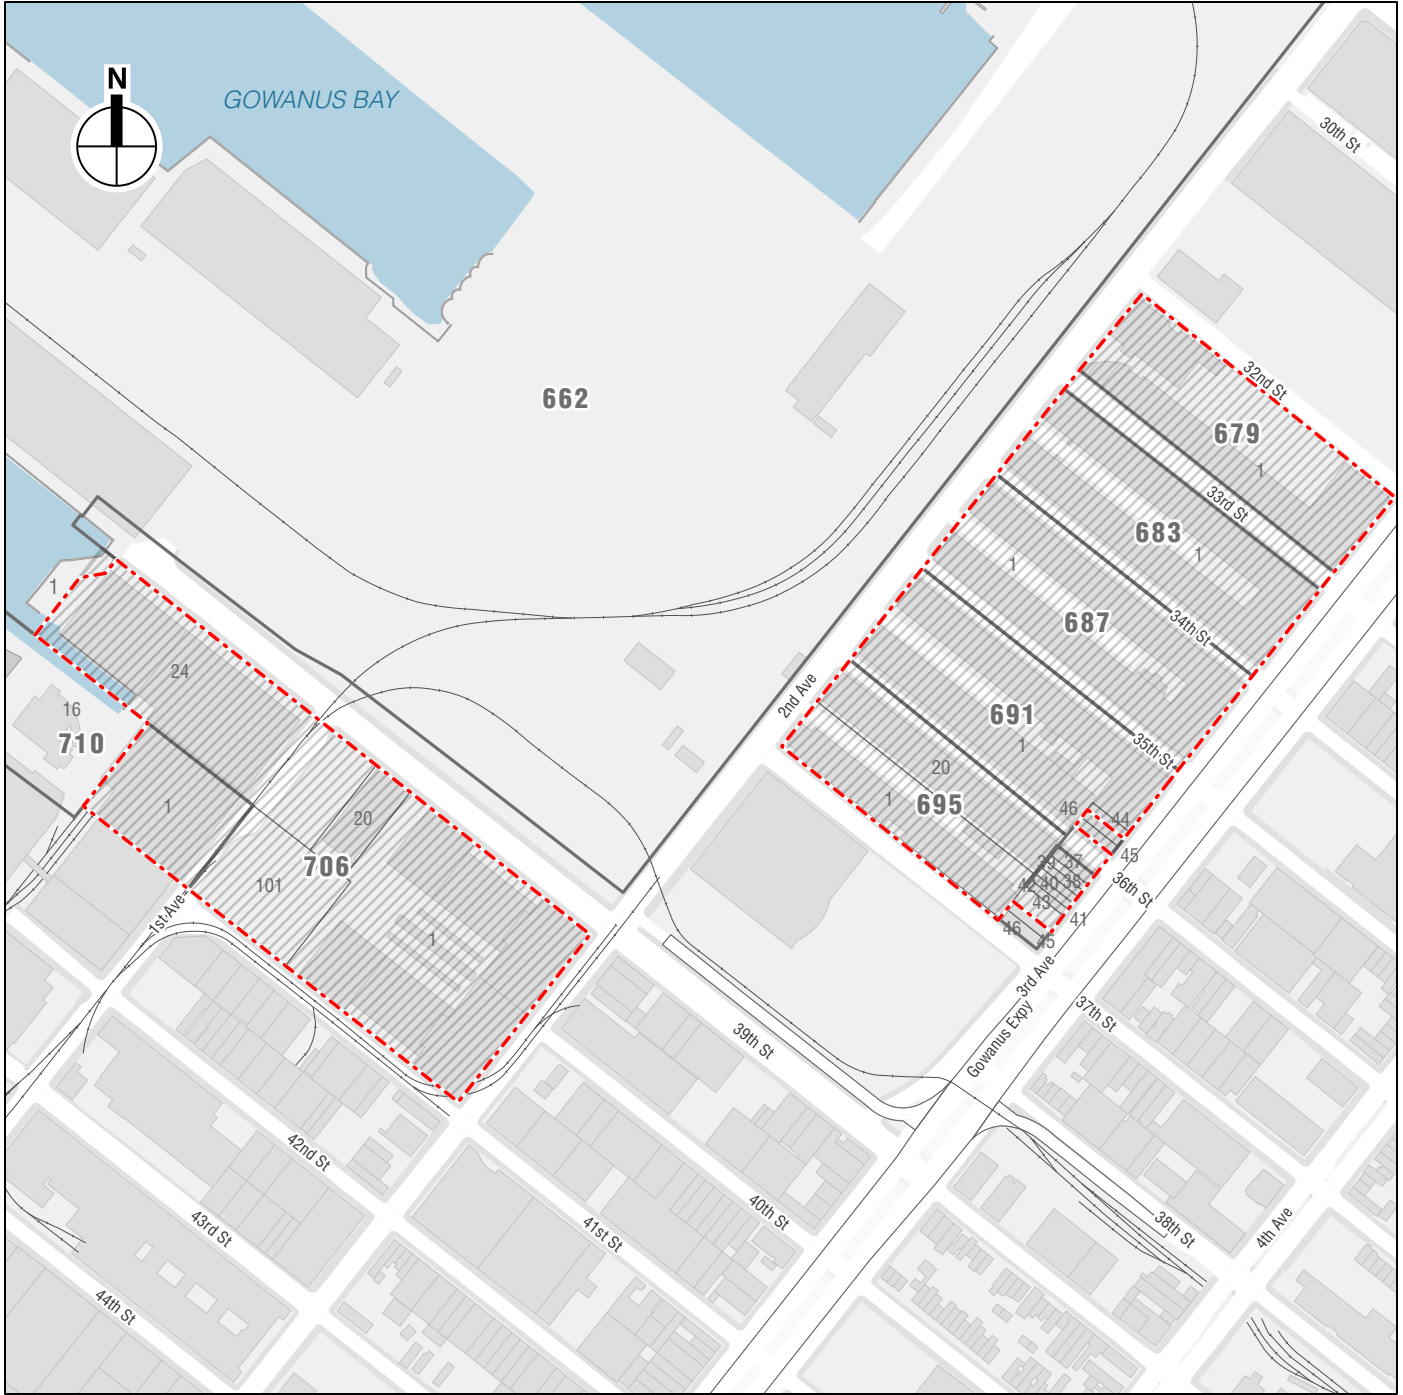 N
GOWANUS BAY
30th St
662
32nd St
679
1
33rd St
683
1
1
687
34th St
1
24
2nd Ave
16
710
691
1
35th St
20
1
695
46
44
45
1
20
706
101
39
37
42
40
38
43
41
36th St
46
45
1st Ave
1
3rd Ave
Gowanus Expy
37th St
39th St
42nd St
43rd St
40th St
41st St
38th St
4th Ave
44th St